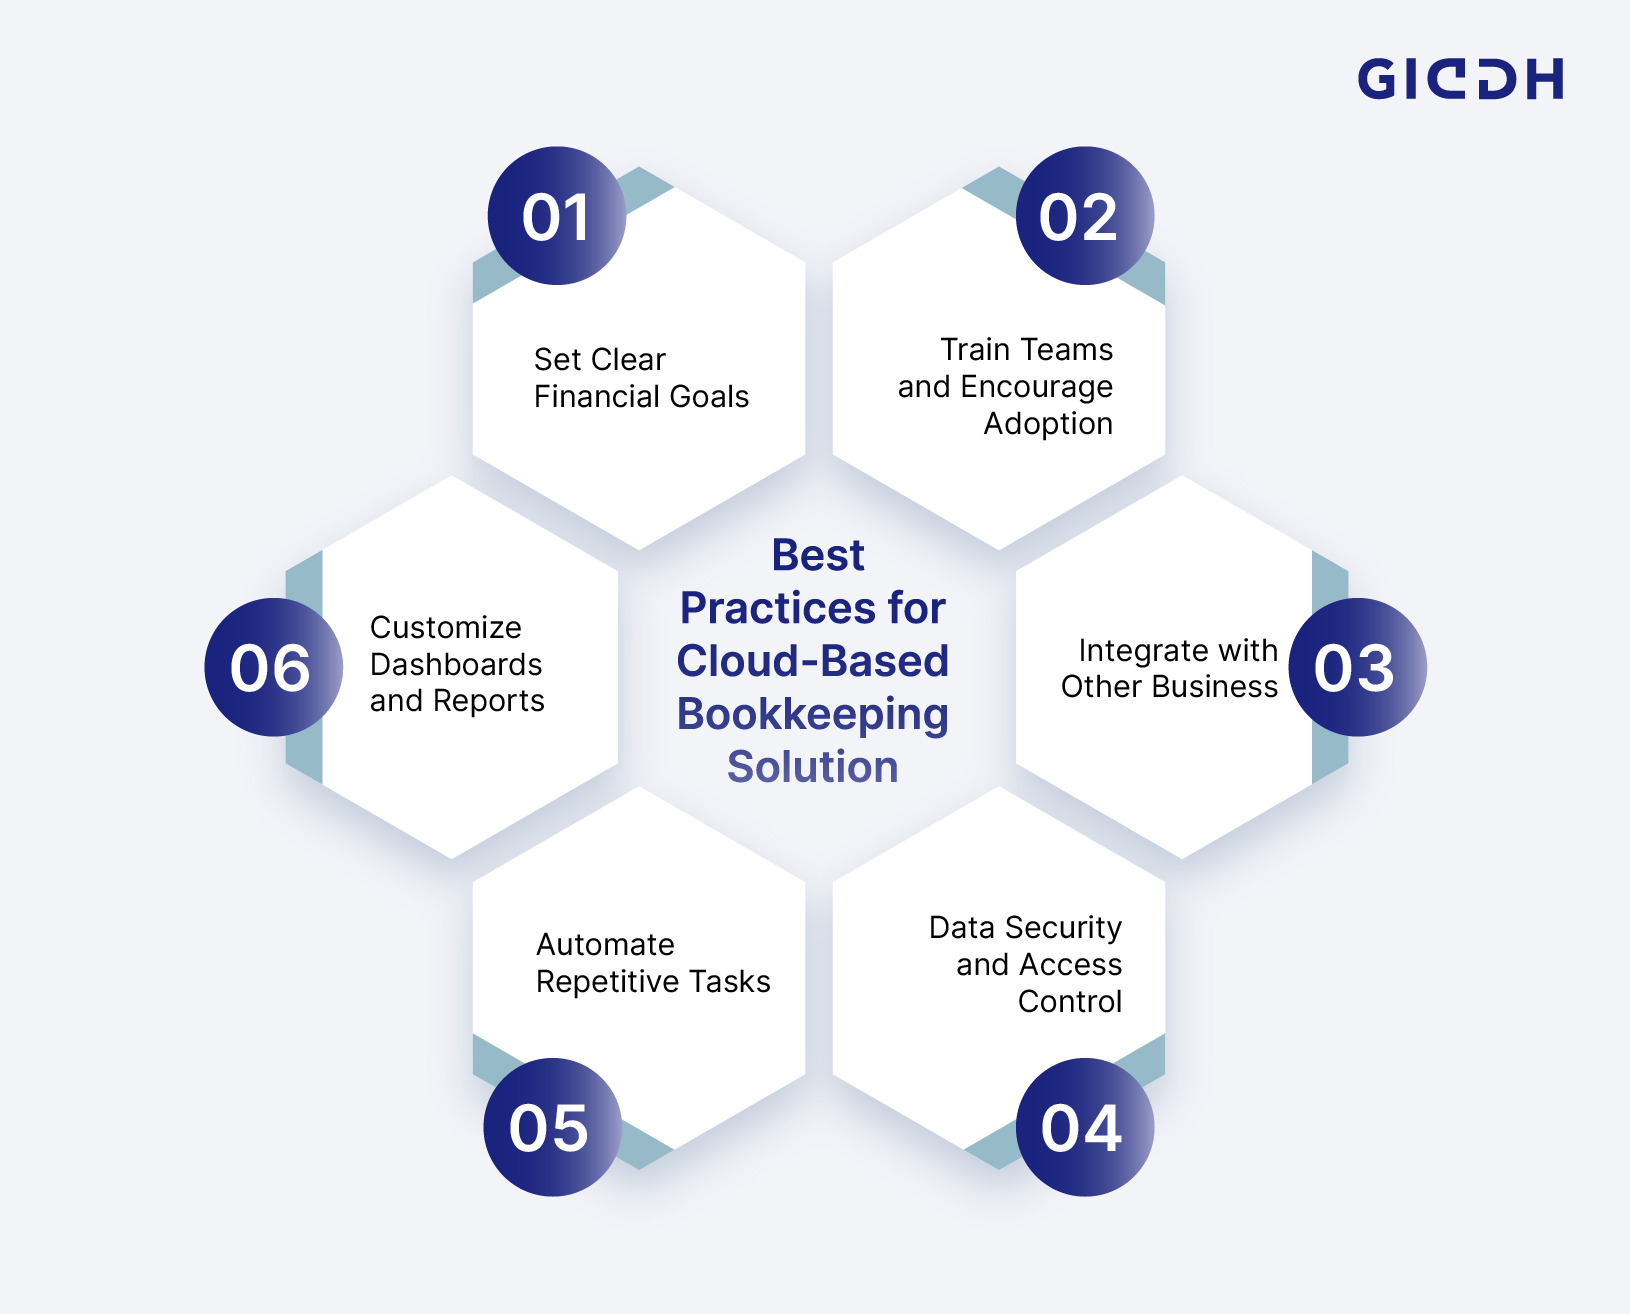 GIDDH
01
Set Clear
Financial Goals
02
Train Teams
and Encourage
Adoption
Best
Practices for
Cloud-Based
Bookkeeping
Solution
03
Integrate with
Other Business
04
Data Security
and Access
Control
05
Automate
Repetitive Tasks
06
Customize
Dashboards
and Reports